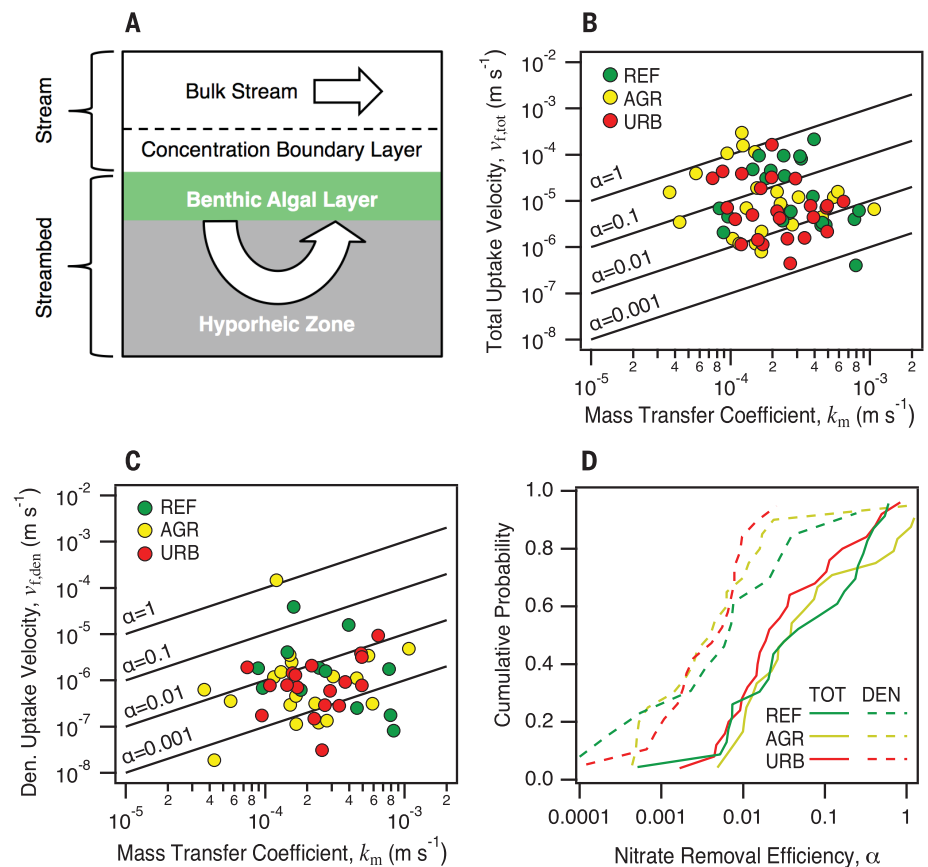 A
Stream
Bulk Stream
Concentration Boundary Layer
Streambed
Benthic Algal Layer
Hyporheic Zone
B
Total Uptake Velocity, vf,tot (m s-1)
10-2
10-3
10-4
10-5
10-6
10-7
10-8
REF
AGR
URB
α=1
α=0.1
α=0.01
α=0.001
10-5
2
4
6
8
10-4
2
4
6
8
10-3
2
Mass Transfer Coefficient, km (m s-1)
C
Den. Uptake Velocity, vf,den (m s-1)
10-2
10-3
10-4
10-5
10-6
10-7
10-8
REF
AGR
URB
α=1
α=0.1
α=0.01
α=0.001
10-5
2
4
6
8
10-4
2
4
6
8
10-3
2
Mass Transfer Coefficient, km (m s-1)
D
Cumulative Probability
1.0
0.8
0.6
0.4
0.2
0.0
TOT DEN
REF
AGR
URB
0.0001
0.001
0.01
0.1
1
Nitrate Removal Efficiency, α